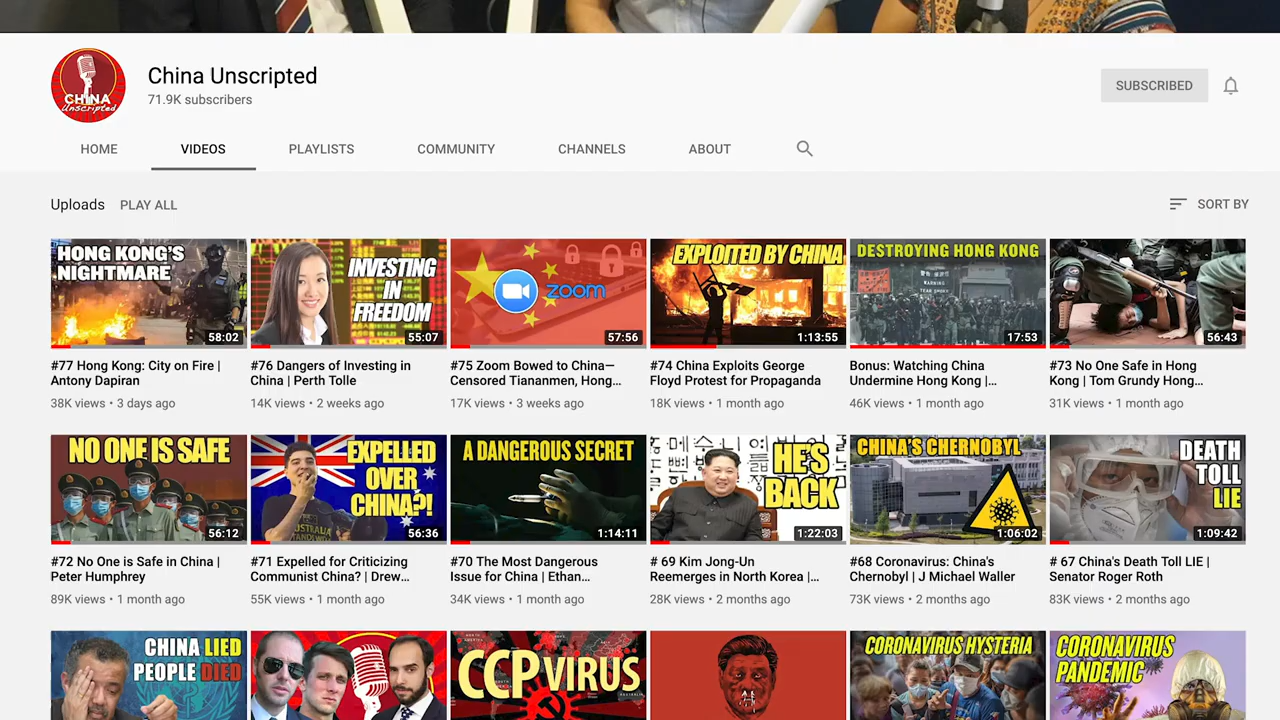 CHINA
Unscripted
China Unscripted
71.9K subscribers
SUBSCRIBED
HOME
VIDEOS
PLAYLISTS
COMMUNITY
CHANNELS
ABOUT
Uploads
PLAY ALL
SORT BY
HONG KONG'S
NIGHTMARE
58:02
INVESTING
IN
FREEDOM
55:07
zoom
57:56
EXPLOITED BY CHINA
1:13:55
DESTROYING HONG KONG
WARNING
TEAR SMOKE
17:53
56:43
#77 Hong Kong: City on Fire |
Antony Dapiran
38K views • 3 days ago
#76 Dangers of Investing in
China | Perth Tolle
14K views • 2 weeks ago
#75 Zoom Bowed to China—
Censored Tiananmen, Hong...
17K views • 3 weeks ago
#74 China Exploits George
Floyd Protest for Propaganda
18K views • 1 month ago
Bonus: Watching China
Undermine Hong Kong |...
46K views • 1 month ago
#73 No One Safe in Hong
Kong | Tom Grundy Hong...
31K views • 1 month ago
NO ONE IS SAFE
56:12
EXPELLED
OVER
CHINA?!
56:36
A DANGEROUS SECRET
1:14:11
HE'S
BACK
1:22:03
CHINA'S CHERNOBYL
1:06:02
DEATH
TOLL
LIE
1:09:42
#72 No One is Safe in China |
Peter Humphrey
89K views • 1 month ago
#71 Expelled for Criticizing
Communist China? | Drew...
55K views • 1 month ago
#70 The Most Dangerous
Issue for China | Ethan...
34K views • 1 month ago
# 69 Kim Jong-Un
Reemerges in North Korea |...
28K views • 2 months ago
#68 Coronavirus: China's
Chernobyl | J Michael Waller
73K views • 2 months ago
# 67 China's Death Toll LIE |
Senator Roger Roth
83K views • 2 months ago
CHINA LIED
PEOPLE DIED
CCP VIRUS
CORONAVIRUS HYSTERIA
CORONAVIRUS
PANDEMIC